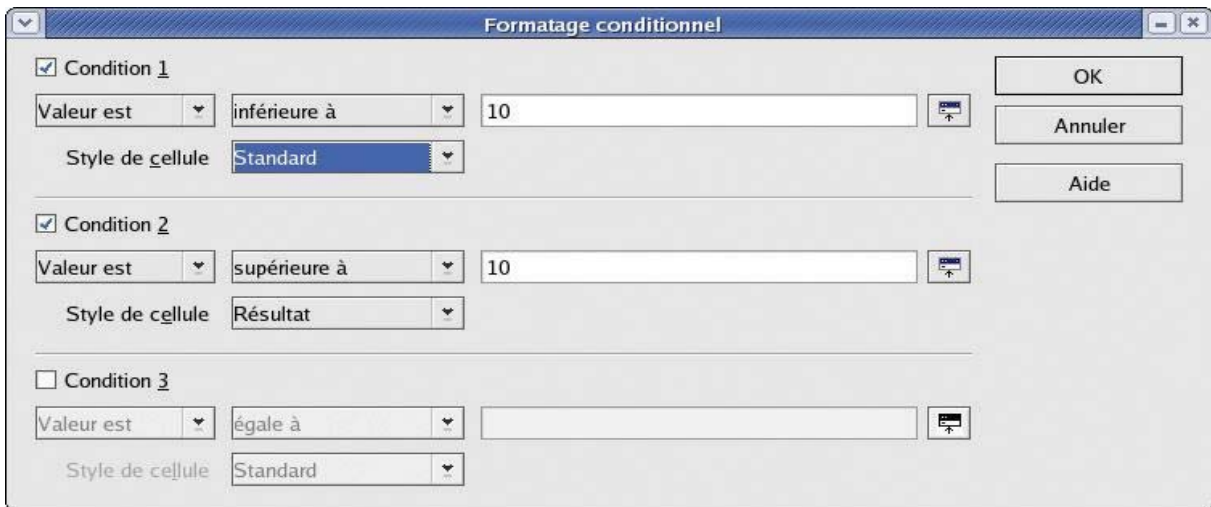 Formatage conditionnel
Condition 1
Valeur est inférieure à 10
Style de cellule Standard
Condition 2
Valeur est supérieure à 10
Style de cellule Résultat
Condition 3
Valeur est égale à
Style de cellule Standard
OK
Annuler
Aide